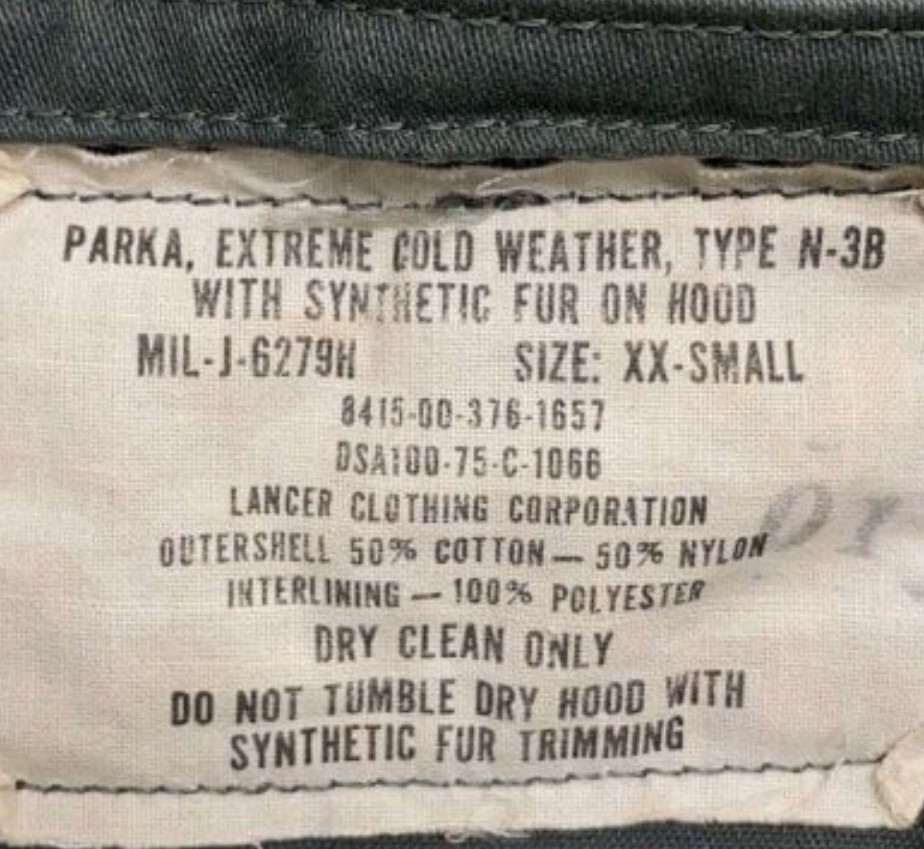 PARKA, EXTREME COLD WEATHER, TYPE N-3B
WITH SYNTHETIC FUR ON HOOD
MIL-J-6279H SIZE: XX-SMALL
8415-00-376-1657
DSA100-75-C-1066
LANCER CLOTHING CORPORATION
OUTERSHELL 50% COTTON — 50% NYLON
INTERLINING — 100% POLYESTER
DRY CLEAN ONLY
DO NOT TUMBLE DRY HOOD WITH
SYNTHETIC FUR TRIMMING